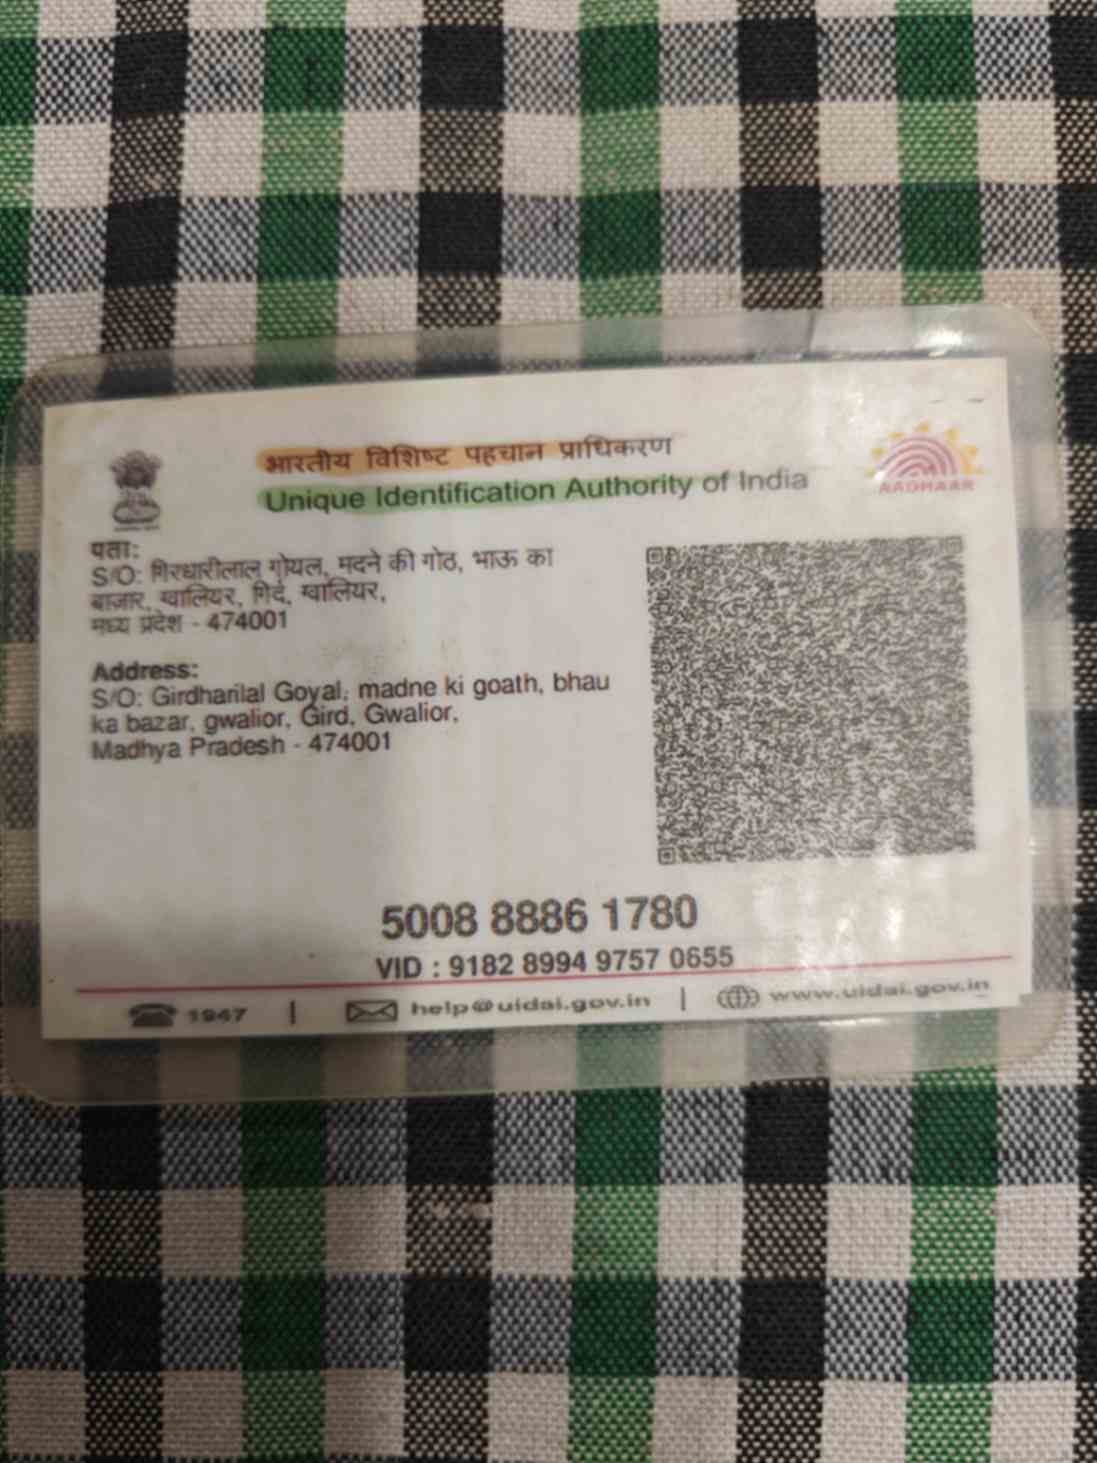 भारतीय विशिष्ट पहचान प्राधिकरण
Unique Identification Authority of India
AADHAAR
पता:
S/O: गिरधारीलाल गोयल, मदने की गोठ, भाऊ का
बाजार, ग्वालियर, गिर्द, ग्वालियर,
मध्य प्रदेश - 474001
Address:
S/O: Girdharilal Goyal, madne ki goath, bhau
ka bazar, gwalior, Gird, Gwalior,
Madhya Pradesh - 474001
5008 8886 1780
VID : 9182 8994 9757 0655
1947 | help@uidai.gov.in | www.uidai.gov.in